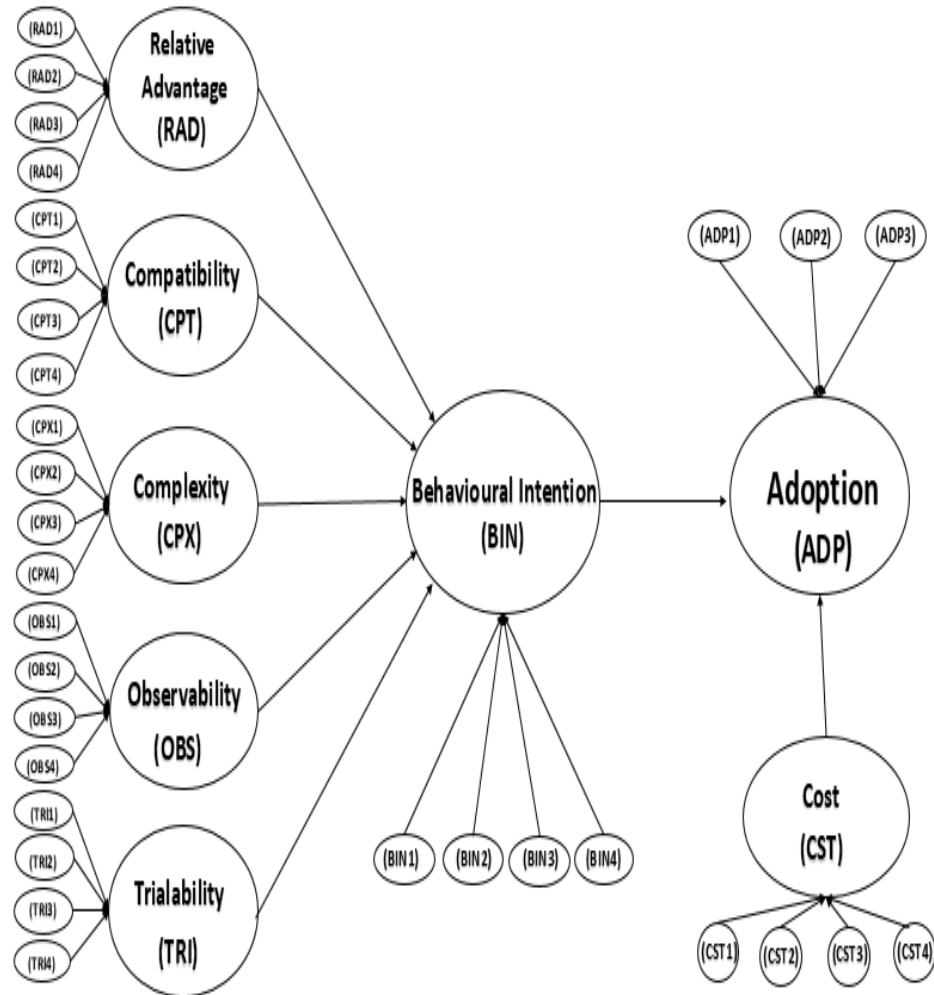 (RAD1)
(RAD2)
(RAD3)
(RAD4)
Relative
Advantage
(RAD)
(CPT1)
(CPT2)
(CPT3)
(CPT4)
Compatibility
(CPT)
(CPX1)
(CPX2)
(CPX3)
(CPX4)
Complexity
(CPX)
(OBS1)
(OBS2)
(OBS3)
(OBS4)
Observability
(OBS)
(TRI1)
(TRI2)
(TRI3)
(TRI4)
Trialability
(TRI)
Behavioural Intention
(BIN)
(BIN1)
(BIN2)
(BIN3)
(BIN4)
(ADP1)
(ADP2)
(ADP3)
Adoption
(ADP)
Cost
(CST)
(CST1)
(CST2)
(CST3)
(CST4)